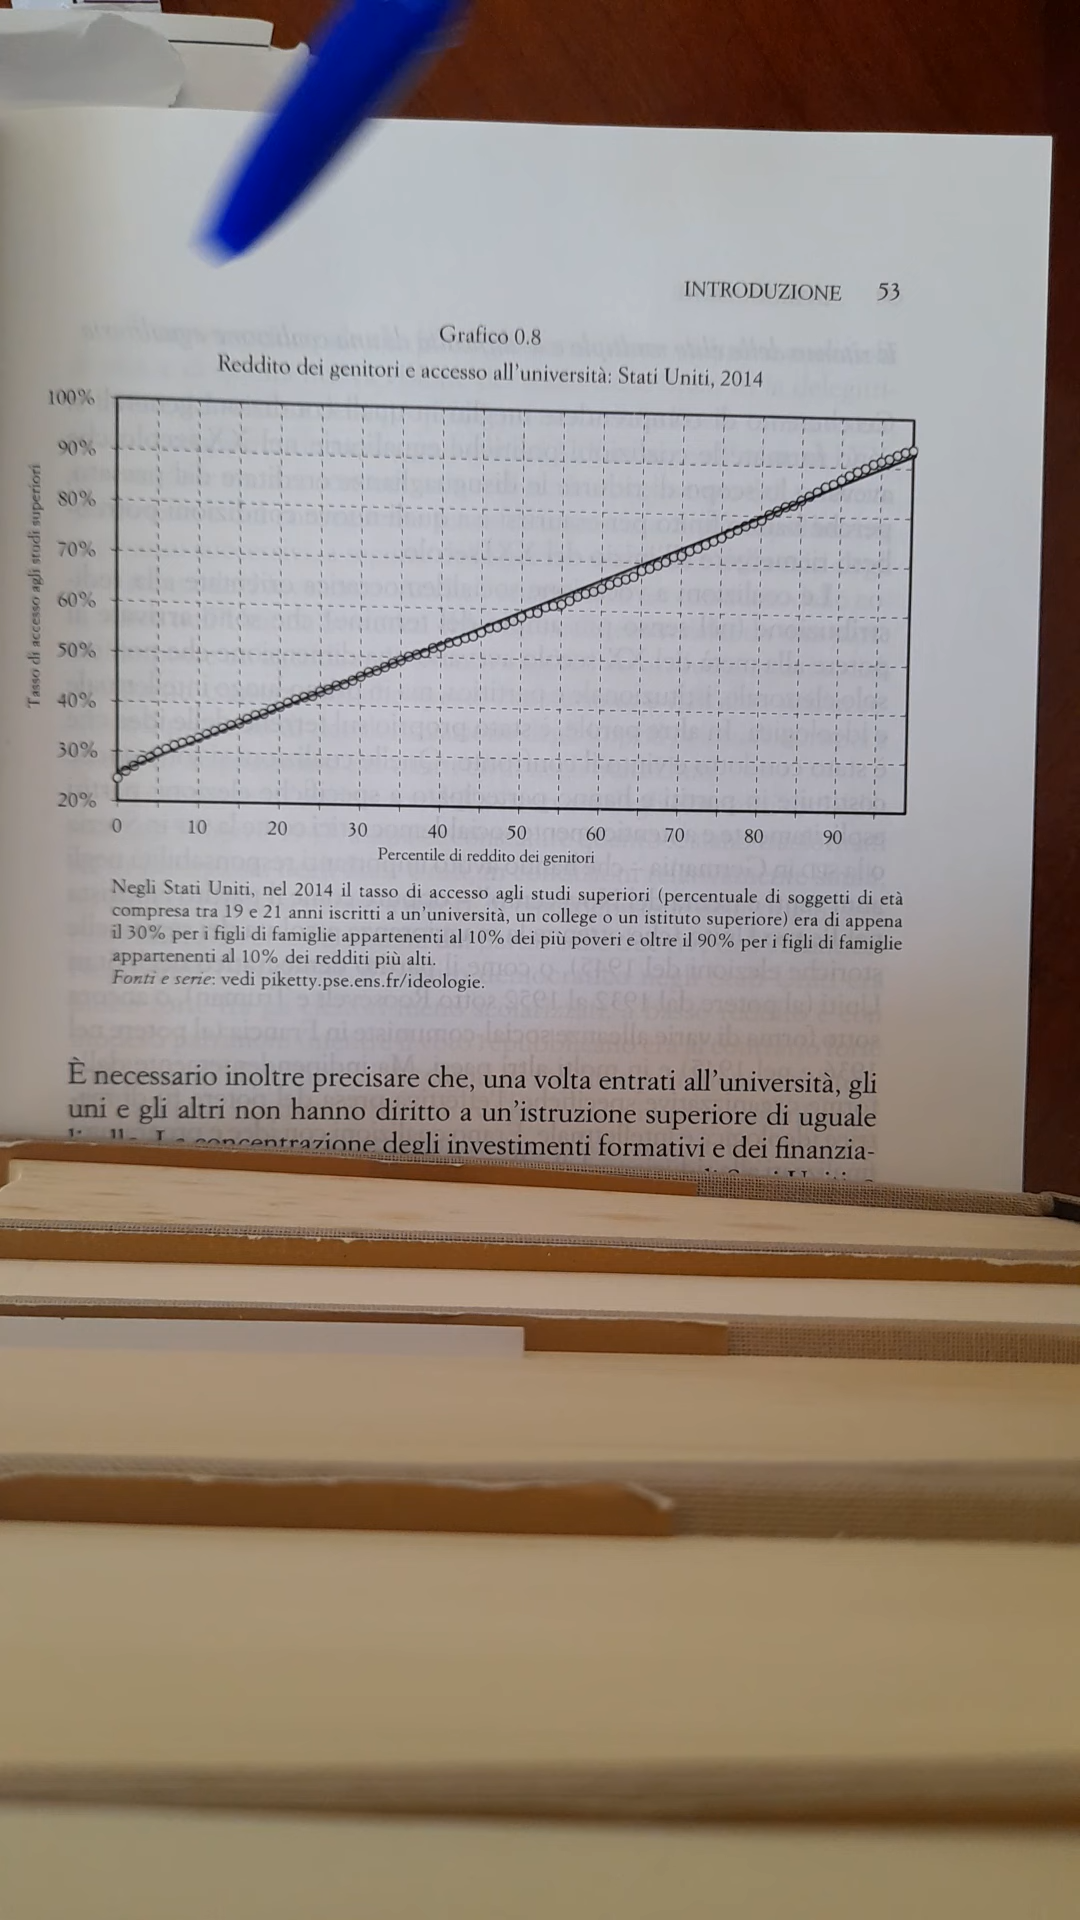 INTRODUZIONE 53
Grafico 0.8
Reddito dei genitori e accesso all'università: Stati Uniti, 2014
Tasso di accesso agli studi superiori
100%
90%
80%
70%
60%
50%
40%
30%
20%
0 10 20 30 40 50 60 70 80 90
Percentile di reddito dei genitori
Negli Stati Uniti, nel 2014 il tasso di accesso agli studi superiori (percentuale di soggetti di età
compresa tra 19 e 21 anni iscritti a un'università, un college o un istituto superiore) era di appena
il 30% per i figli di famiglie appartenenti al 10% dei più poveri e oltre il 90% per i figli di famiglie
appartenenti al 10% dei redditi più alti.
Fonti e serie: vedi piketty.pse.ens.fr/ideologie.
È necessario inoltre precisare che, una volta entrati all'università, gli
uni e gli altri non hanno diritto a un'istruzione superiore di uguale
concentrazione degli investimenti formativi e dei finanzia-